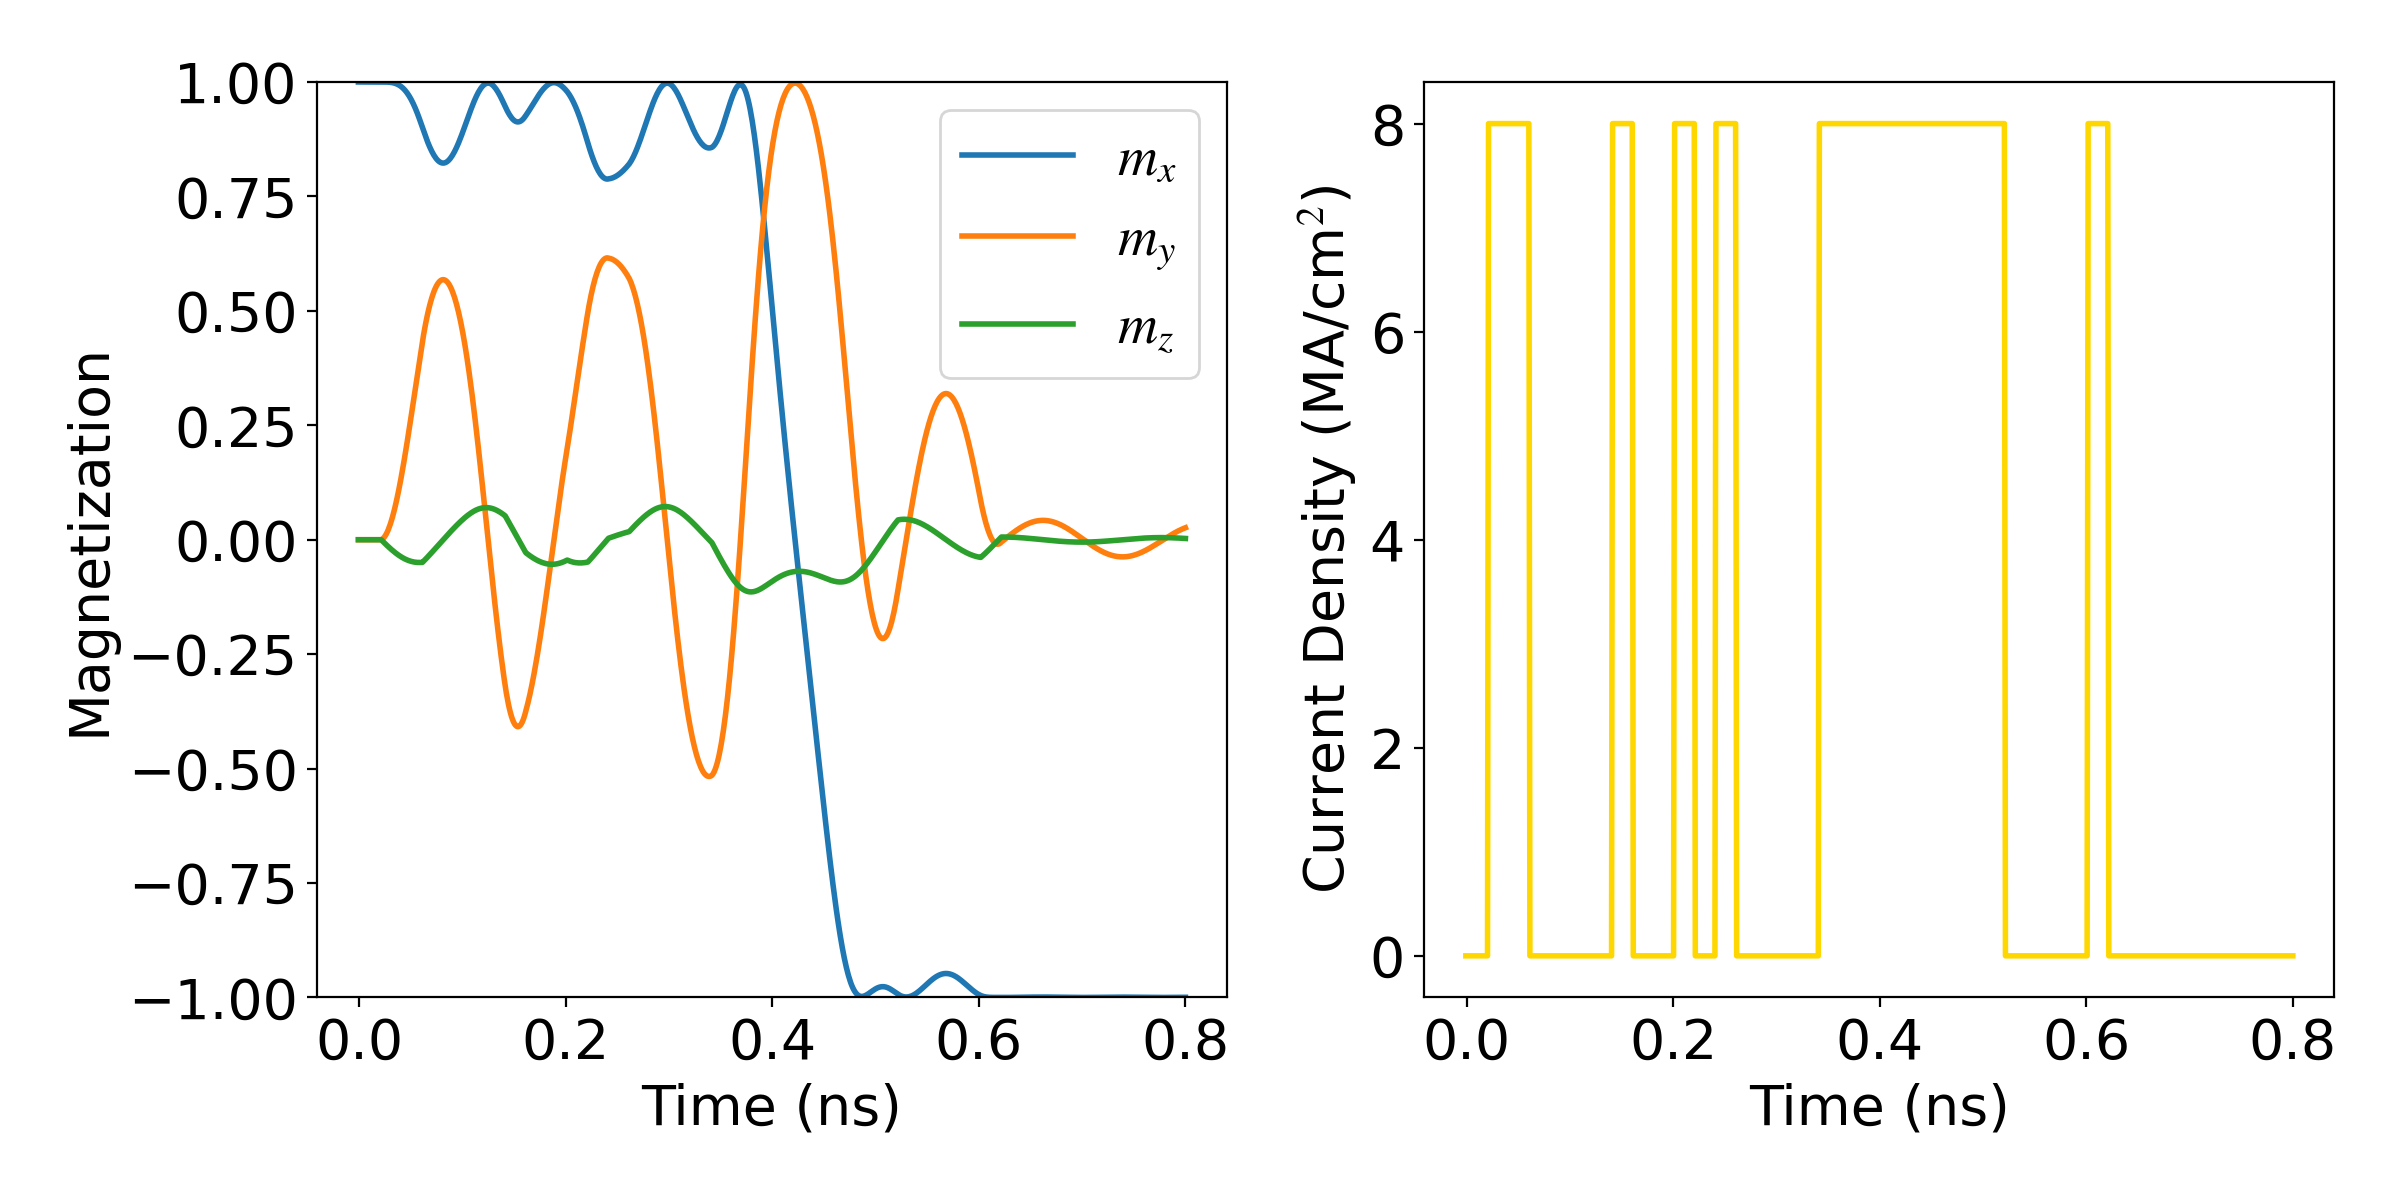 1.00
0.75
0.50
0.25
0.00
−0.25
−0.50
−0.75
−1.00
Magnetization
0.0 0.2 0.4 0.6 0.8
Time (ns)
m_x
m_y
m_z
8
6
4
2
0
Current Density (MA/cm²)
0.0 0.2 0.4 0.6 0.8
Time (ns)